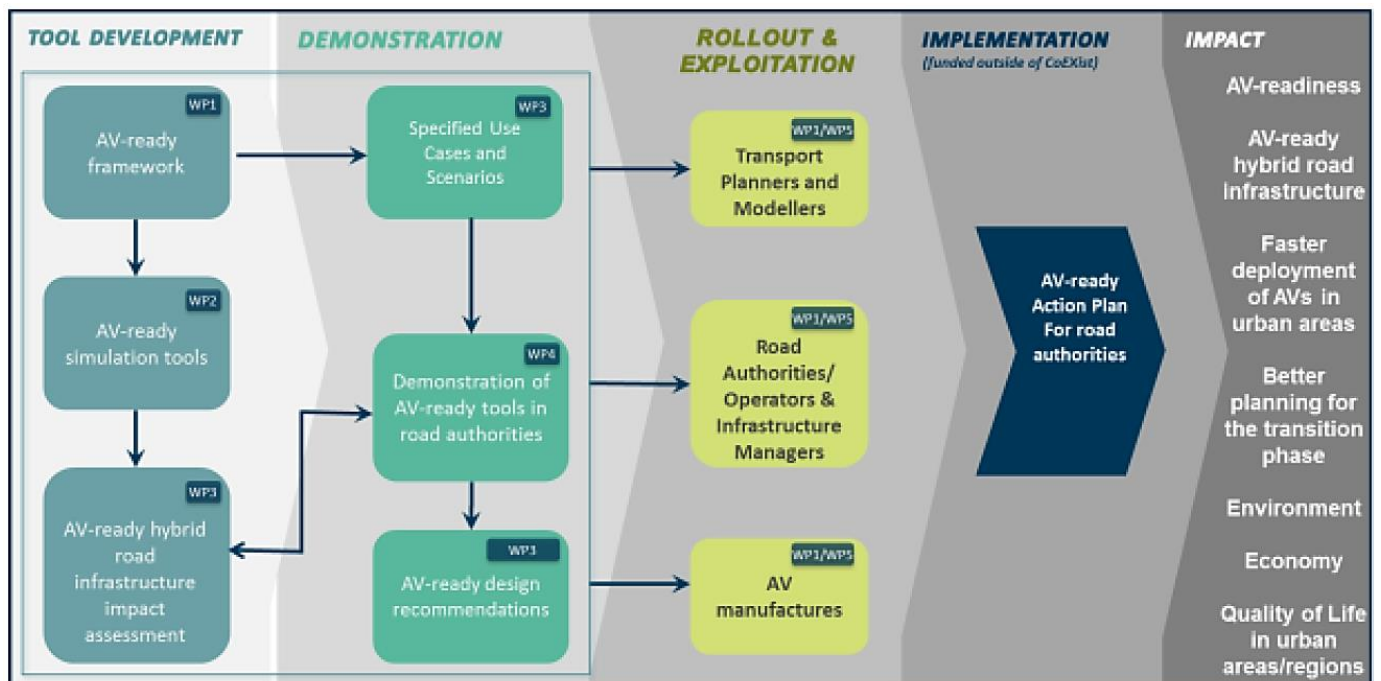 TOOL DEVELOPMENT
WP1
AV-ready
framework
WP2
AV-ready
simulation tools
WP3
AV-ready hybrid
road
infrastructure
impact
assessment
DEMONSTRATION
WP3
Specified Use
Cases and
Scenarios
WP4
Demonstration of
AV-ready tools in
road authorities
WP3
AV-ready design
recommendations
ROLLOUT &
EXPLOITATION
WP1/WP5
Transport
Planners and
Modellers
WP1/WP5
Road
Authorities/
Operators &
Infrastructure
Managers
WP1/WP5
AV
manufactures
IMPLEMENTATION
(funded outside of CoEXist)
AV-ready
Action Plan
For road
authorities
IMPACT
AV-readiness
AV-ready
hybrid road
infrastructure
Faster
deployment
of AVs in
urban areas
Better
planning for
the transition
phase
Environment
Economy
Quality of Life
in urban
areas/regions